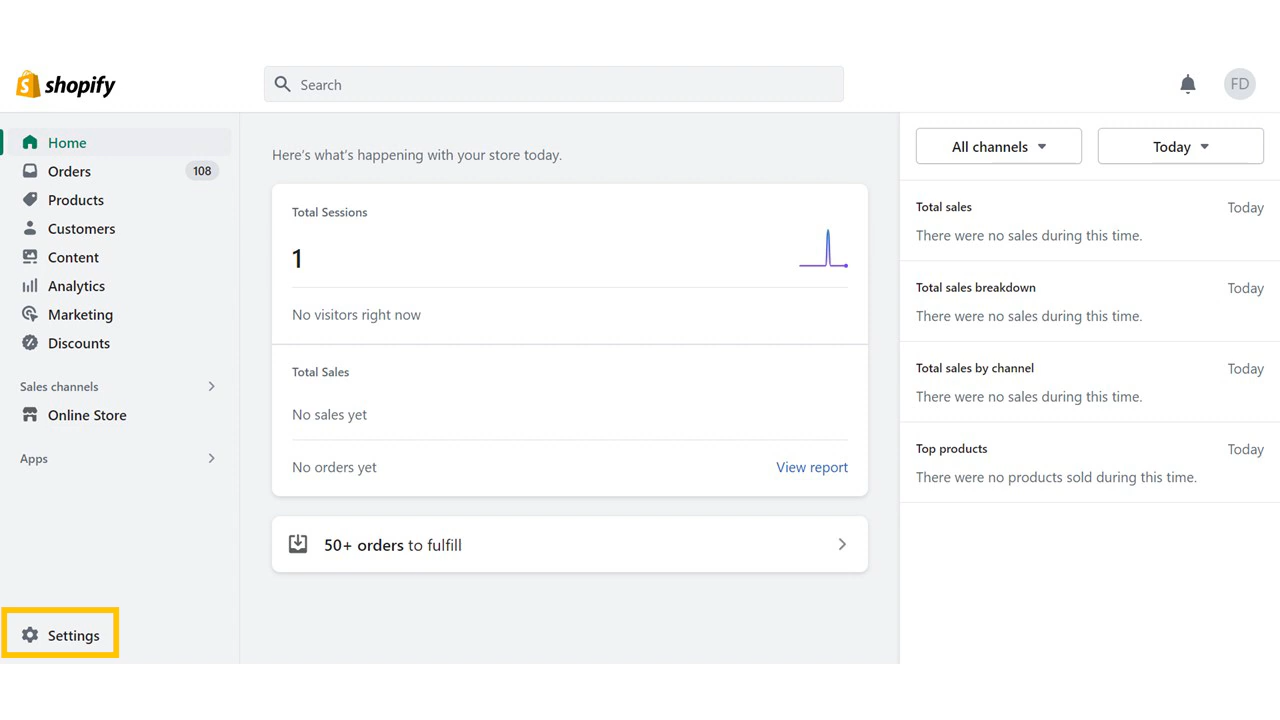 shopify
Search
FD
Home
Orders 108
Products
Customers
Content
Analytics
Marketing
Discounts
Sales channels
Online Store
Apps
Settings
Here's what's happening with your store today.
Total Sessions
1
No visitors right now
Total Sales
No sales yet
No orders yet View report
50+ orders to fulfill
All channels Today
Total sales Today
There were no sales during this time.
Total sales breakdown Today
There were no sales during this time.
Total sales by channel Today
There were no sales during this time.
Top products Today
There were no products sold during this time.